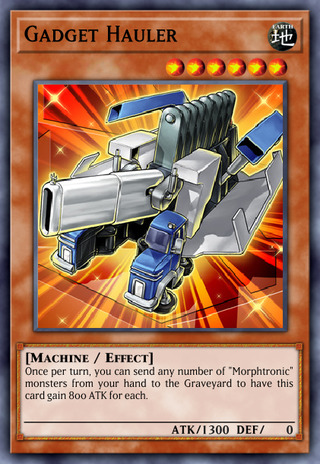 Gadget Hauler
EARTH
地
[Machine / Effect]
Once per turn, you can send any number of "Morphtronic"
monsters from your hand to the Graveyard to have this
card gain 800 ATK for each.
ATK/1300 DEF/ 0